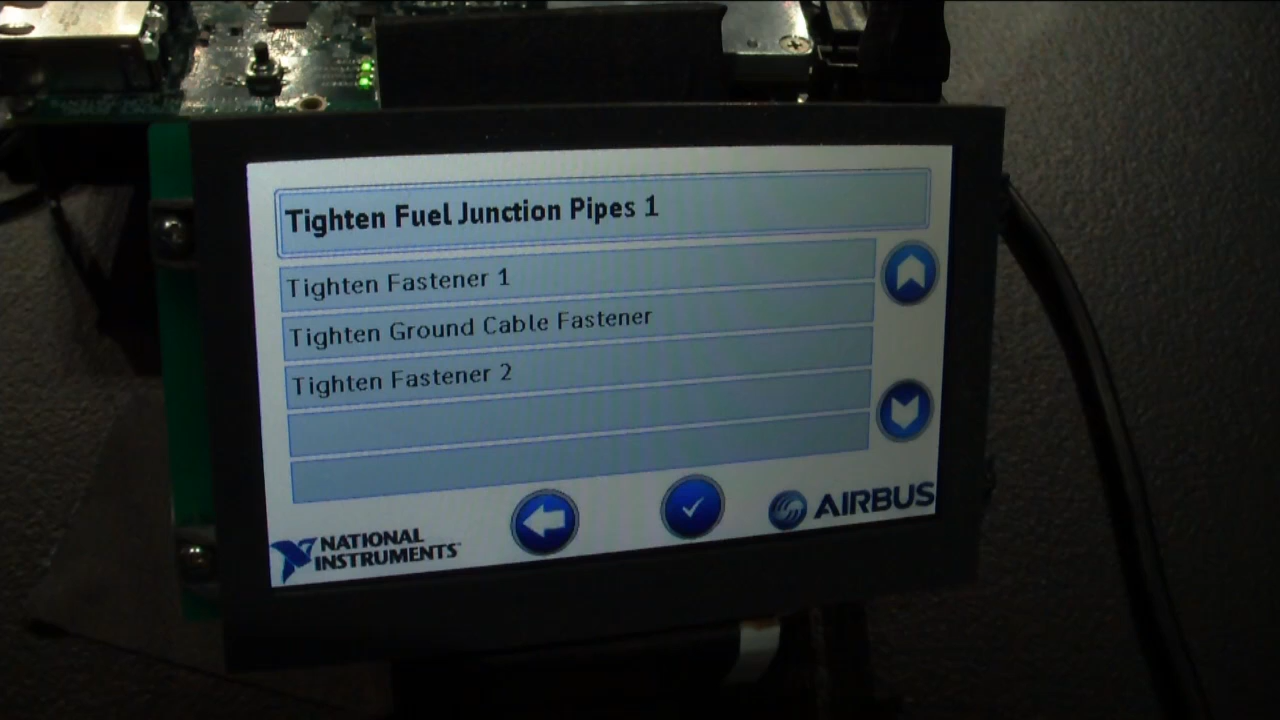 Tighten Fuel Junction Pipes 1
Tighten Fastener 1
Tighten Ground Cable Fastener
Tighten Fastener 2
NATIONAL
INSTRUMENTS
AIRBUS